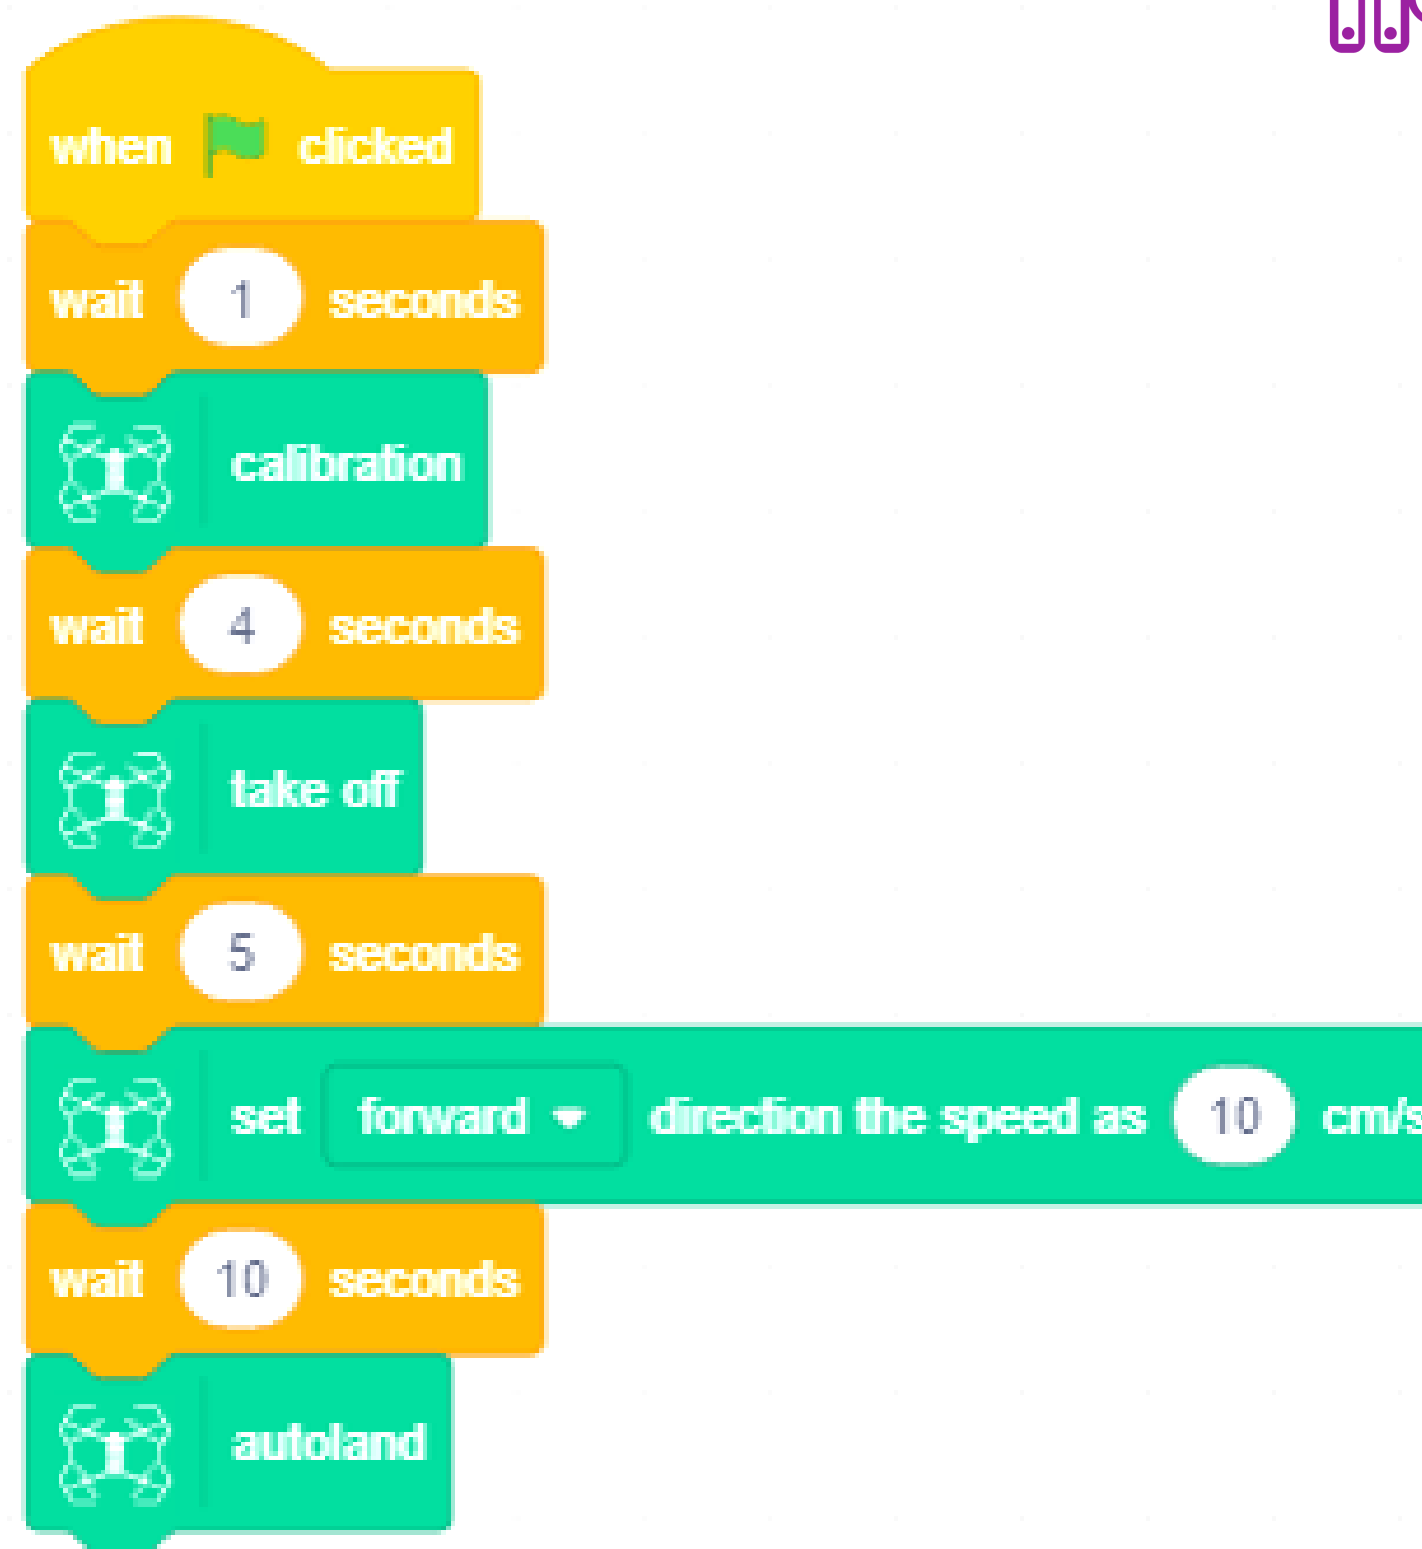 when clicked
wait 1 seconds
calibration
wait 4 seconds
take off
wait 5 seconds
set forward direction the speed as 10 cm/s
wait 10 seconds
autoland